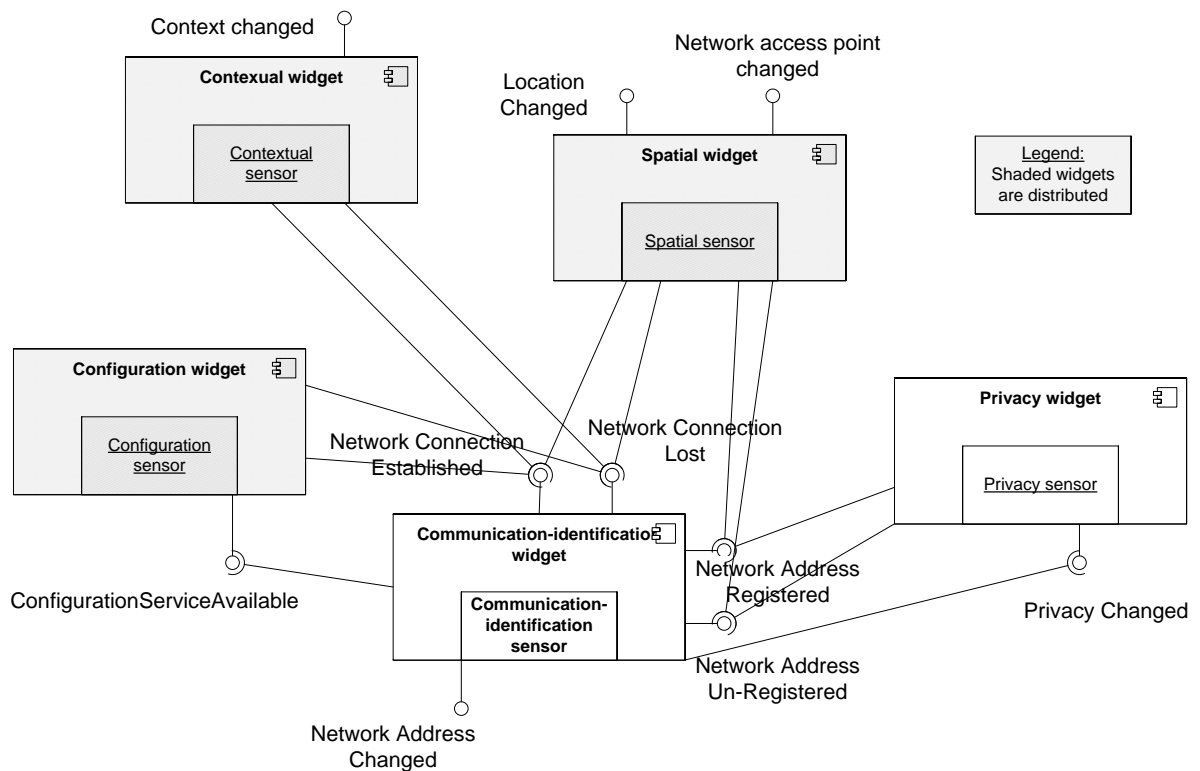 Context changed
Contexual widget
Contextual
sensor
Network access point
changed
Location
Changed
Spatial widget
Spatial sensor
Legend:
Shaded widgets
are distributed
Configuration widget
Configuration
sensor
Network Connection
Established
Network Connection
Lost
Privacy widget
Privacy sensor
Communication-identification
widget
Communication-
identification
sensor
ConfigurationServiceAvailable
Network Address
Registered
Privacy Changed
Network Address
Un-Registered
Network Address
Changed